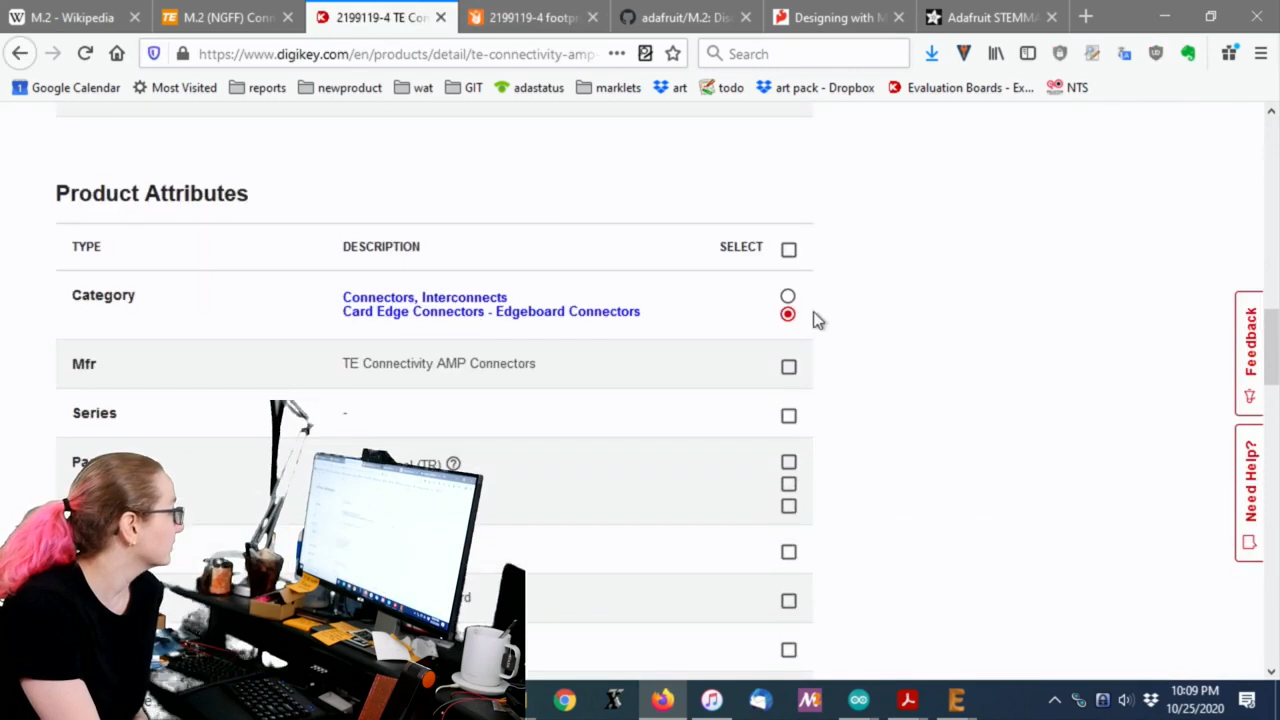 M.2 - Wikipedia
M.2 (NGFF) Conn
2199119-4 TE Con
2199119-4 footp
adafruit/M.2: Dis
Designing with M
Adafruit STEMMA
https://www.digikey.com/en/products/detail/te-connectivity-amp-
Search
Google Calendar
Most Visited
reports
newproduct
wat
GIT
adastatus
marklets
art
todo
art pack - Dropbox
Evaluation Boards - Ex...
NTS
Product Attributes
TYPE DESCRIPTION SELECT
Category
Connectors, Interconnects
Card Edge Connectors - Edgeboard Connectors
Mfr
TE Connectivity AMP Connectors
Series
-
(TR)
Feedback
Need Help?
10:09 PM
10/25/2020